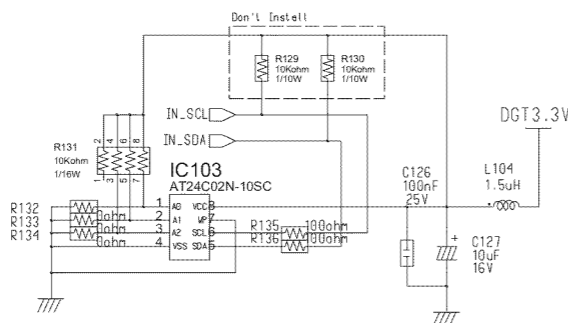 Don't Install
R129
10Kohm
1/10W
R130
10Kohm
1/10W
IN_SCL
IN_SDA
DGT3.3V
R131
10Kohm
1/16W
2 4 6 8
1 3 5 7
IC103
AT24C02N-10SC
C126
100nF
25V
L104
1.5uH
R132
0ohm
R133
0ohm
R134
0ohm
1 A0 VCC 8
2 A1 WP 7
3 A2 SCL 6
4 VSS SDA 5
R135 100ohm
R136 100ohm
+
C127
10uF
16V